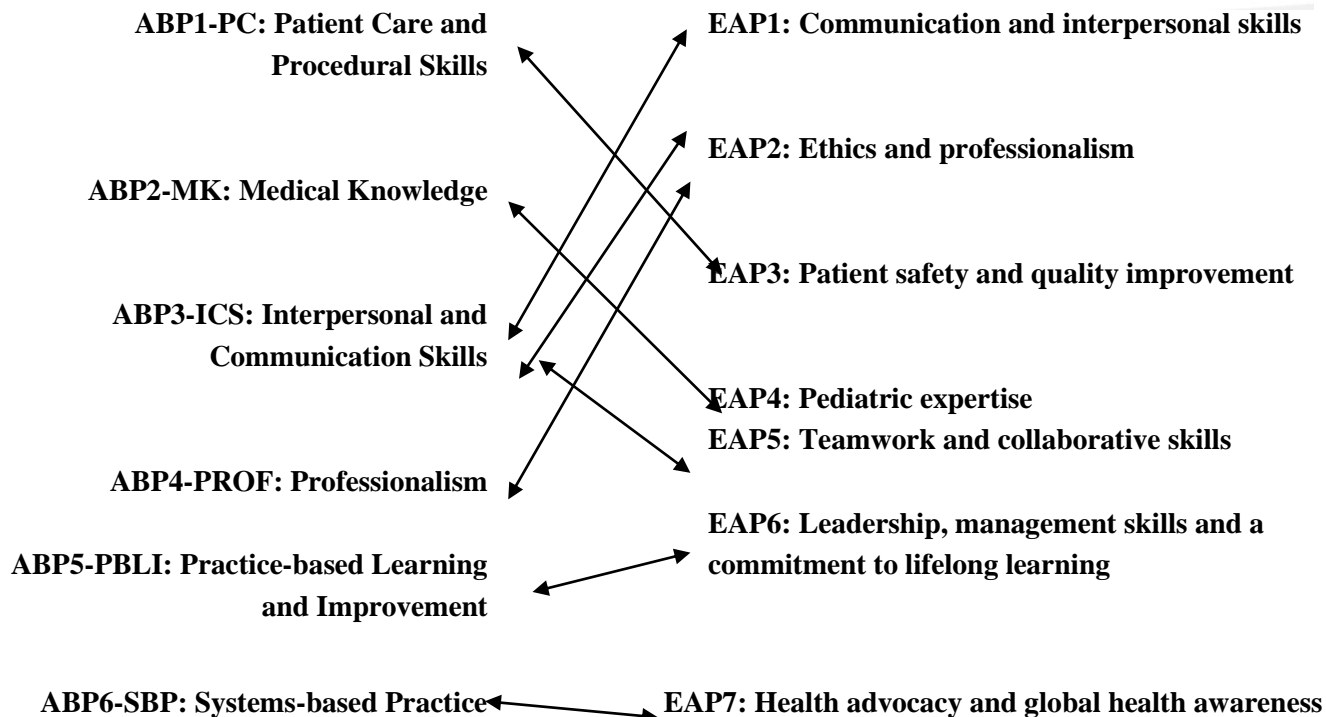 ABP1-PC: Patient Care and
Procedural Skills
ABP2-MK: Medical Knowledge
ABP3-ICS: Interpersonal and
Communication Skills
ABP4-PROF: Professionalism
ABP5-PBLI: Practice-based Learning
and Improvement
ABP6-SBP: Systems-based Practice
EAP1: Communication and interpersonal skills
EAP2: Ethics and professionalism
EAP3: Patient safety and quality improvement
EAP4: Pediatric expertise
EAP5: Teamwork and collaborative skills
EAP6: Leadership, management skills and a
commitment to lifelong learning
EAP7: Health advocacy and global health awareness